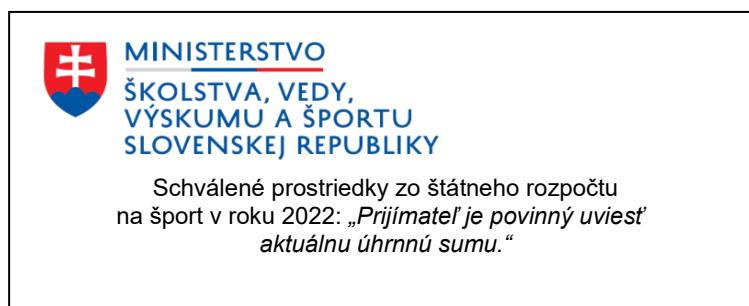 MINISTERSTVO
ŠKOLSTVA, VEDY,
VÝSKUMU A ŠPORTU
SLOVENSKEJ REPUBLIKY
Schválené prostriedky zo štátneho rozpočtu
na šport v roku 2022: „Prijímateľ je povinný uviesť
aktuálnu úhrnnú sumu.“